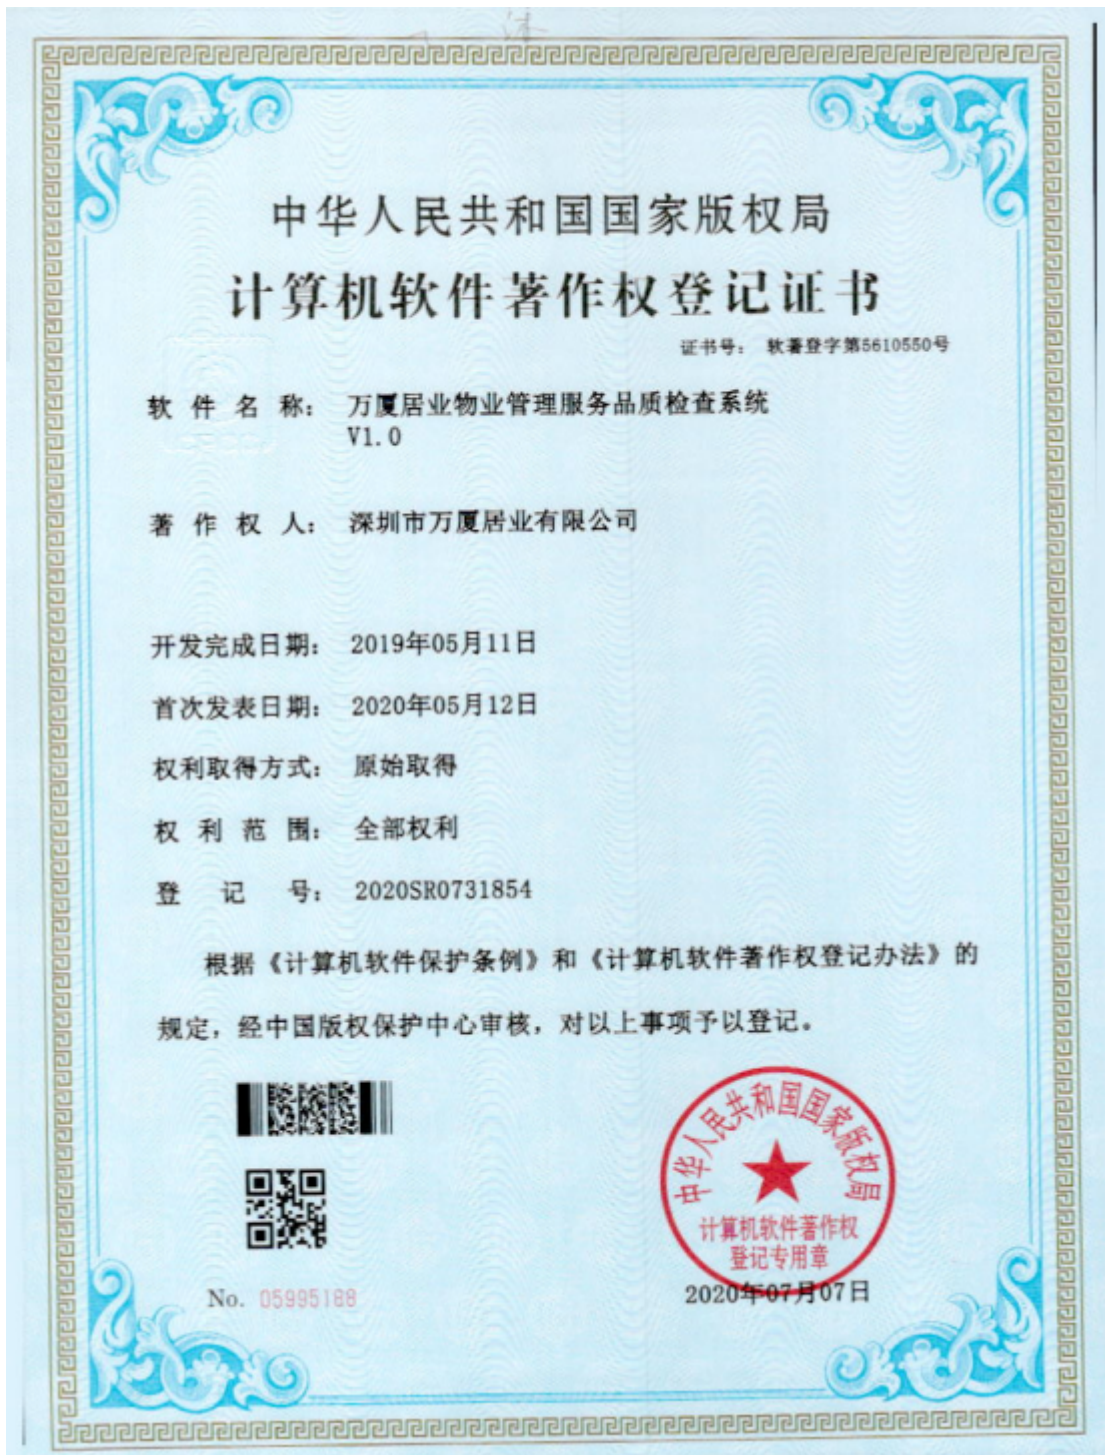 中华人民共和国国家版权局
计算机软件著作权登记证书
证书号： 软著登字第5610550号
软件名称： 万厦居业物业管理服务品质检查系统
V1.0
著作权人： 深圳市万厦居业有限公司
开发完成日期： 2019年05月11日
首次发表日期： 2020年05月12日
权利取得方式： 原始取得
权利范围： 全部权利
登记号： 2020SR0731854
根据《计算机软件保护条例》和《计算机软件著作权登记办法》的
规定，经中国版权保护中心审核，对以上事项予以登记。
中华人民共和国国家版权局
计算机软件著作权
登记专用章
No. 05995188
2020年07月07日